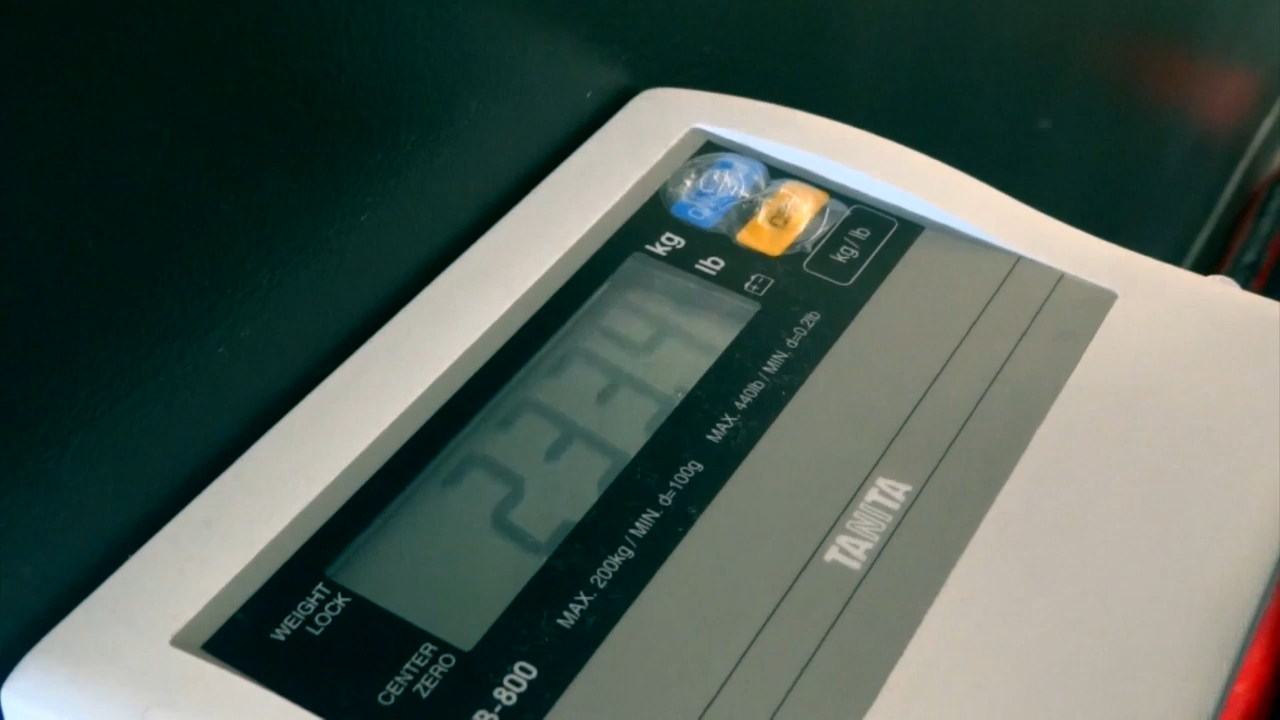 kg
lb
kg/lb
2334
WEIGHT
LOCK
CENTER
ZERO
MAX. 200kg / MIN. d=100g
MAX. 440lb / MIN. d=0.2lb
TANITA
B-800